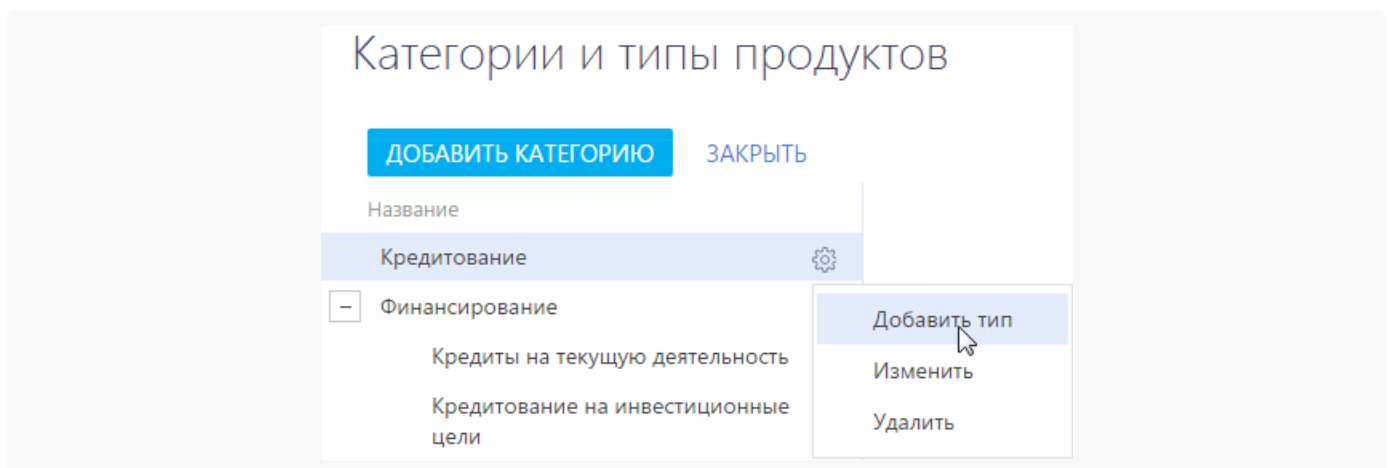 Категории и типы продуктов
ДОБАВИТЬ КАТЕГОРИЮ ЗАКРЫТЬ
Название
Кредитование
Финансирование
Кредиты на текущую деятельность
Кредитование на инвестиционные
цели
Добавить тип
Изменить
Удалить